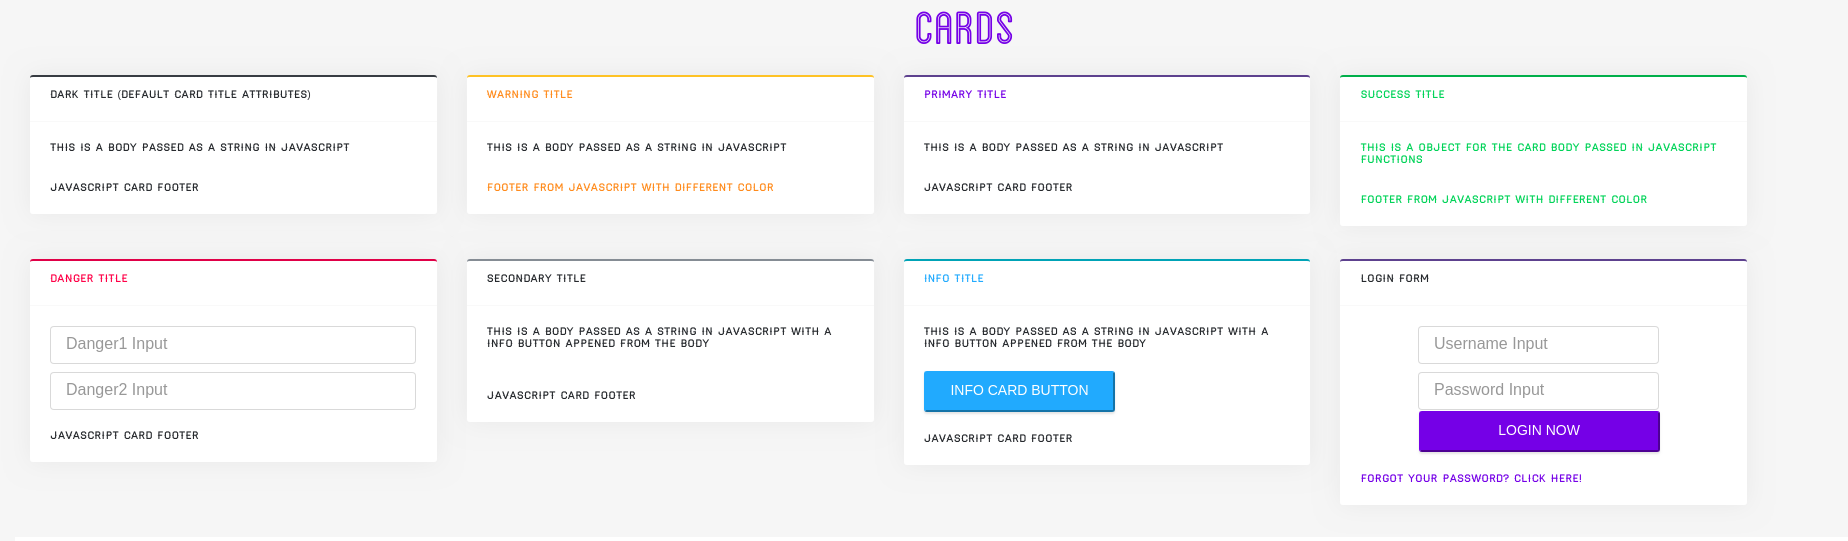 CARDS
DARK TITLE (DEFAULT CARD TITLE ATTRIBUTES)
THIS IS A BODY PASSED AS A STRING IN JAVASCRIPT
JAVASCRIPT CARD FOOTER
WARNING TITLE
THIS IS A BODY PASSED AS A STRING IN JAVASCRIPT
FOOTER FROM JAVASCRIPT WITH DIFFERENT COLOR
PRIMARY TITLE
THIS IS A BODY PASSED AS A STRING IN JAVASCRIPT
JAVASCRIPT CARD FOOTER
SUCCESS TITLE
THIS IS A OBJECT FOR THE CARD BODY PASSED IN JAVASCRIPT
FUNCTIONS
FOOTER FROM JAVASCRIPT WITH DIFFERENT COLOR
DANGER TITLE
Danger1 Input
Danger2 Input
JAVASCRIPT CARD FOOTER
SECONDARY TITLE
THIS IS A BODY PASSED AS A STRING IN JAVASCRIPT WITH A
INFO BUTTON APPENED FROM THE BODY
JAVASCRIPT CARD FOOTER
INFO TITLE
THIS IS A BODY PASSED AS A STRING IN JAVASCRIPT WITH A
INFO BUTTON APPENED FROM THE BODY
INFO CARD BUTTON
JAVASCRIPT CARD FOOTER
LOGIN FORM
Username Input
Password Input
LOGIN NOW
FORGOT YOUR PASSWORD? CLICK HERE!